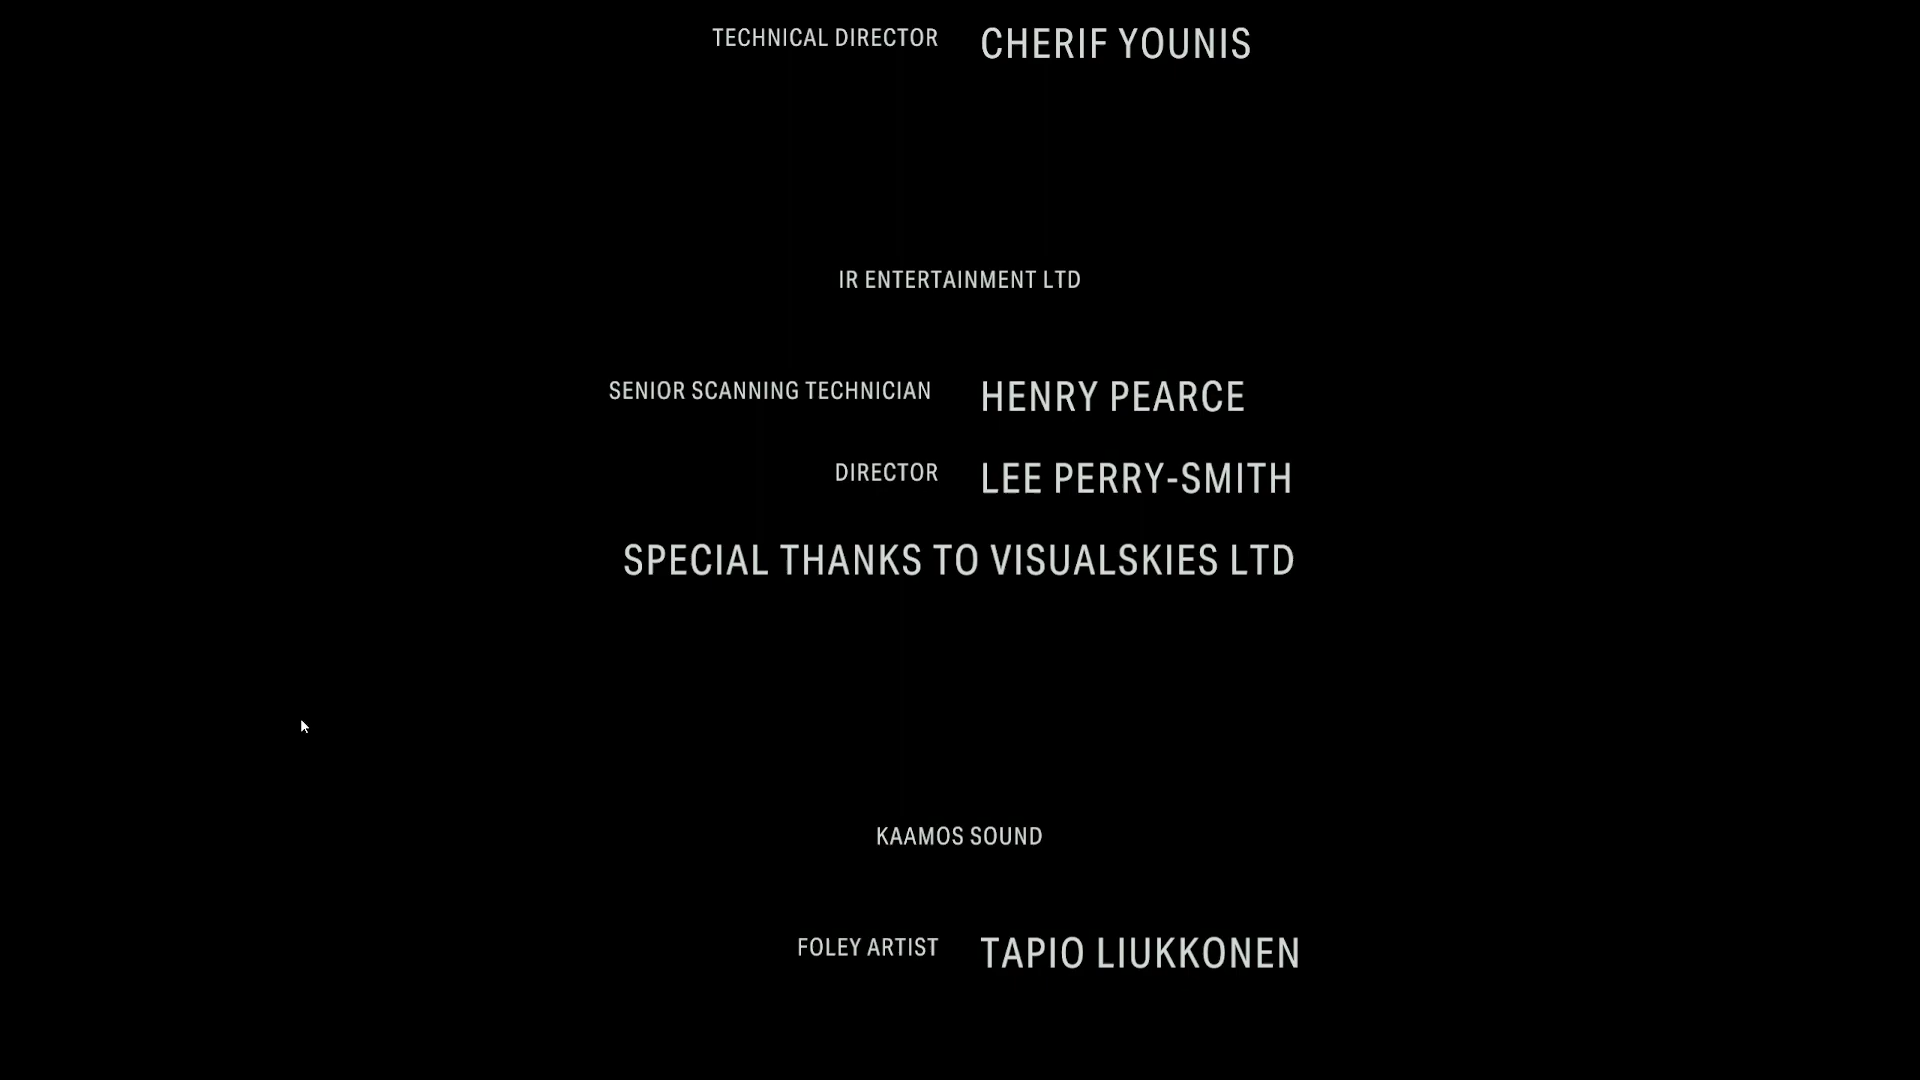 TECHNICAL DIRECTOR CHERIF YOUNIS
IR ENTERTAINMENT LTD
SENIOR SCANNING TECHNICIAN HENRY PEARCE
DIRECTOR LEE PERRY-SMITH
SPECIAL THANKS TO VISUALSKIES LTD
KAAMOS SOUND
FOLEY ARTIST TAPIO LIUKKONEN